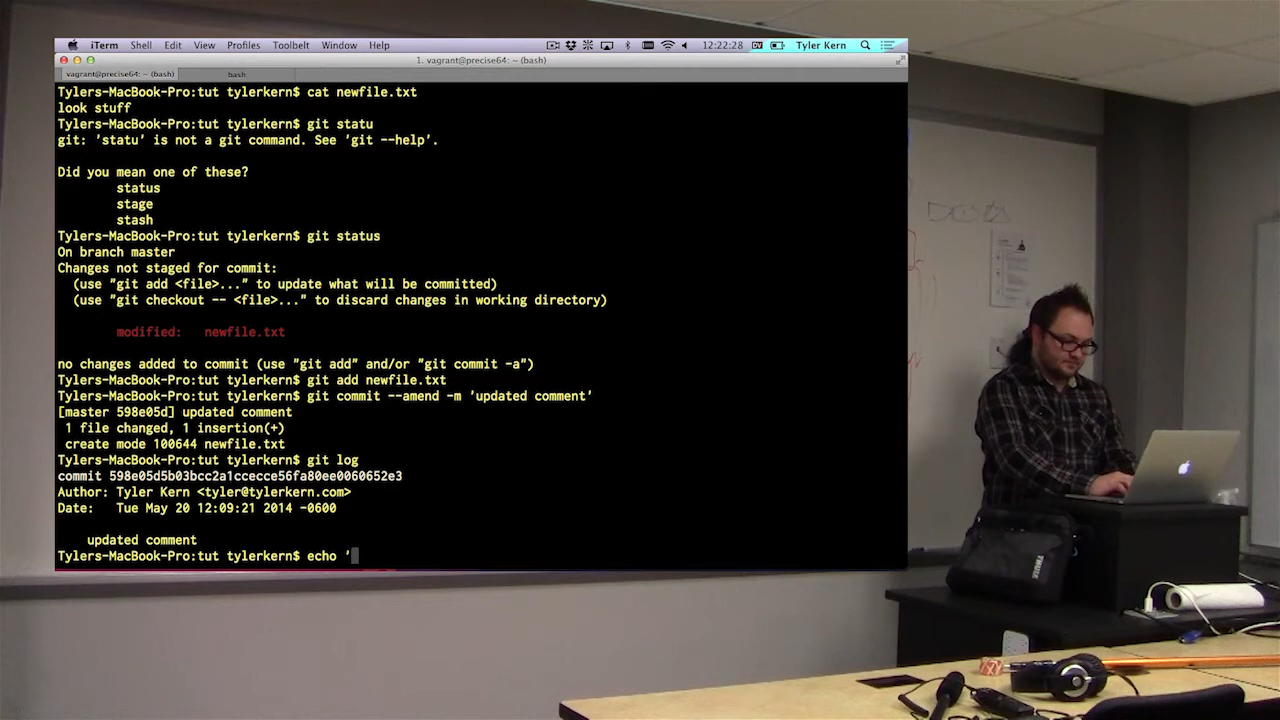 iTerm Shell Edit View Profiles Toolbelt Window Help 12:22:28 DV Tyler Kern
1. vagrant@precise64: ~ (bash)
vagrant@precise64: ~ (bash) bash
Tylers-MacBook-Pro:tut tylerkern$ cat newfile.txt
look stuff
Tylers-MacBook-Pro:tut tylerkern$ git statu
git: 'statu' is not a git command. See 'git --help'.
Did you mean one of these?
status
stage
stash
Tylers-MacBook-Pro:tut tylerkern$ git status
On branch master
Changes not staged for commit:
(use "git add <file>..." to update what will be committed)
(use "git checkout -- <file>..." to discard changes in working directory)
modified: newfile.txt
no changes added to commit (use "git add" and/or "git commit -a")
Tylers-MacBook-Pro:tut tylerkern$ git add newfile.txt
Tylers-MacBook-Pro:tut tylerkern$ git commit --amend -m 'updated comment'
[master 598e05d] updated comment
1 file changed, 1 insertion(+)
create mode 100644 newfile.txt
Tylers-MacBook-Pro:tut tylerkern$ git log
commit 598e05d5b03bcc2a1ccecce56fa80ee0060652e3
Author: Tyler Kern <tyler@tylerkern.com>
Date: Tue May 20 12:09:21 2014 -0600
updated comment
Tylers-MacBook-Pro:tut tylerkern$ echo '
THULE